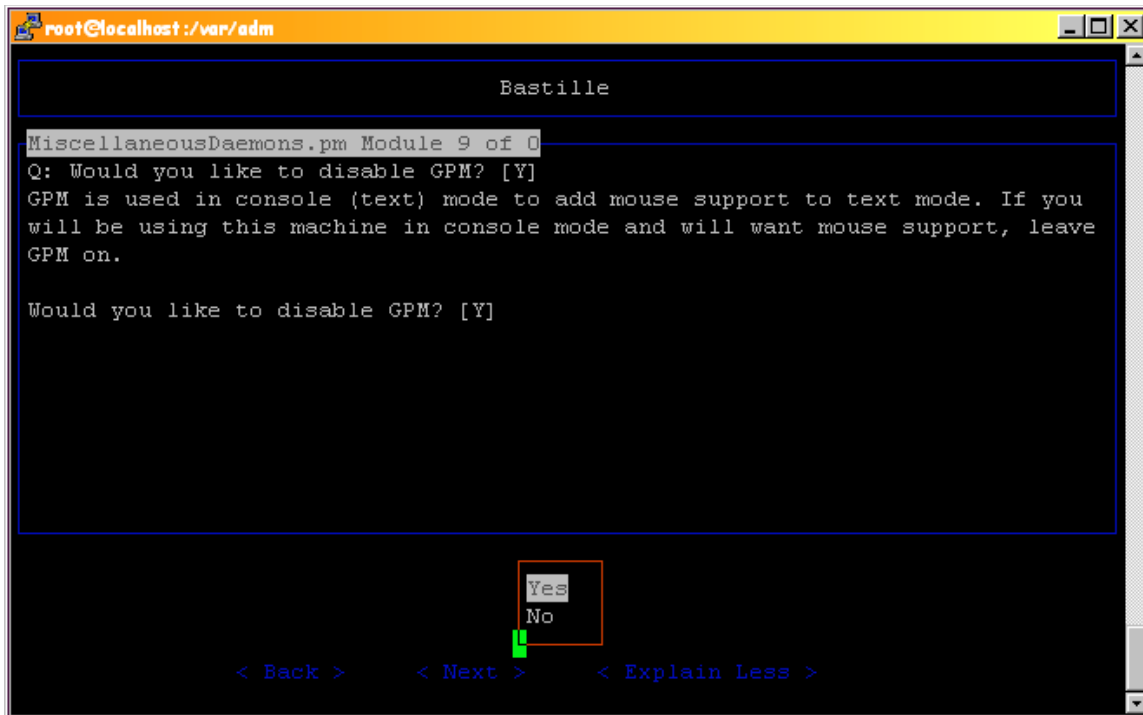 root@localhost:/var/adm
Bastille
MiscellaneousDaemons.pm Module 9 of 0
Q: Would you like to disable GPM? [Y]
GPM is used in console (text) mode to add mouse support to text mode. If you
will be using this machine in console mode and will want mouse support, leave
GPM on.
Would you like to disable GPM? [Y]
Yes
No
< Back > < Next > < Explain Less >